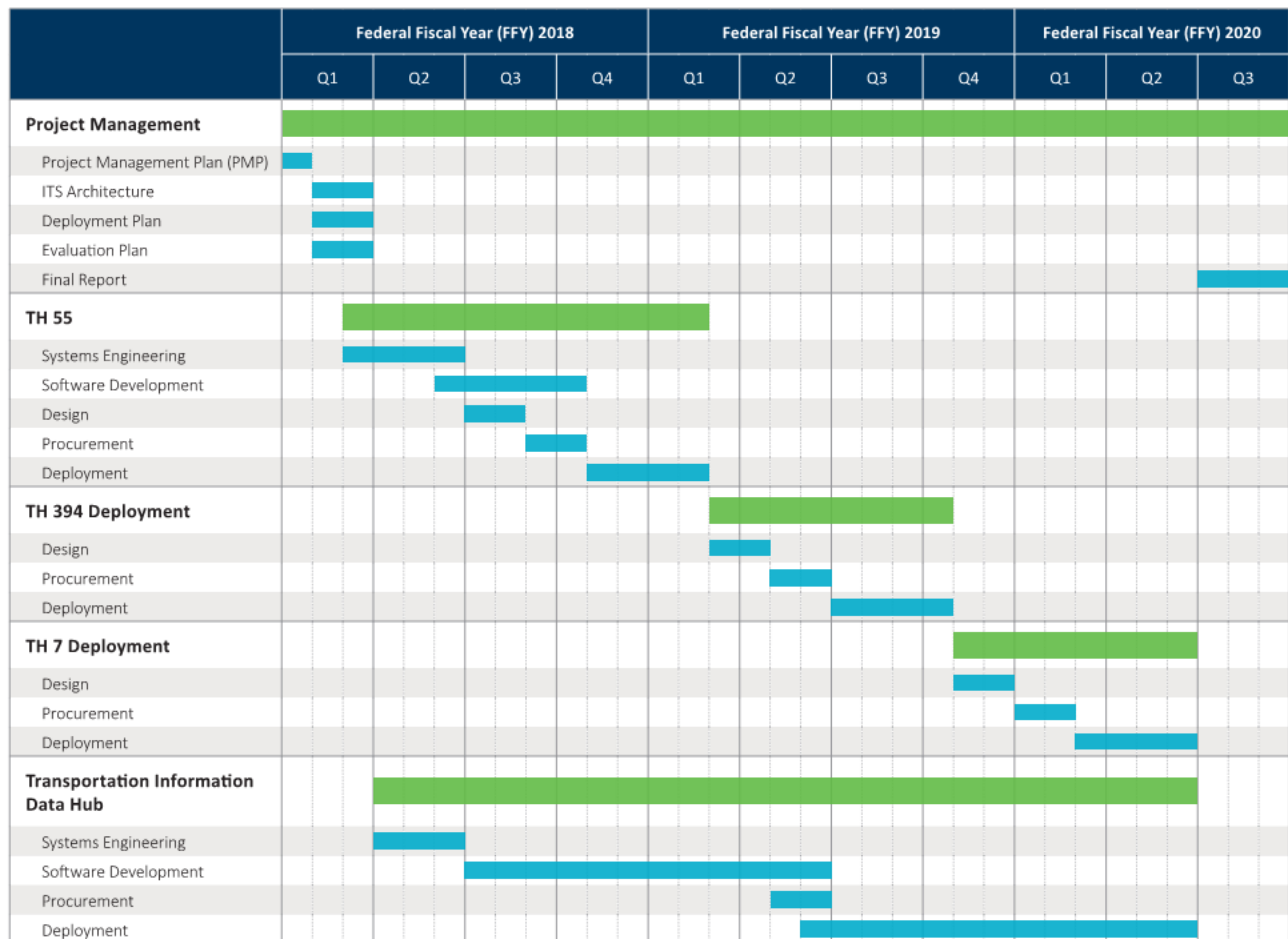 Federal Fiscal Year (FFY) 2018 Federal Fiscal Year (FFY) 2019 Federal Fiscal Year (FFY) 2020
Q1 Q2 Q3 Q4 Q1 Q2 Q3 Q4 Q1 Q2 Q3
Project Management
Project Management Plan (PMP)
ITS Architecture
Deployment Plan
Evaluation Plan
Final Report
TH 55
Systems Engineering
Software Development
Design
Procurement
Deployment
TH 394 Deployment
Design
Procurement
Deployment
TH 7 Deployment
Design
Procurement
Deployment
Transportation Information
Data Hub
Systems Engineering
Software Development
Procurement
Deployment